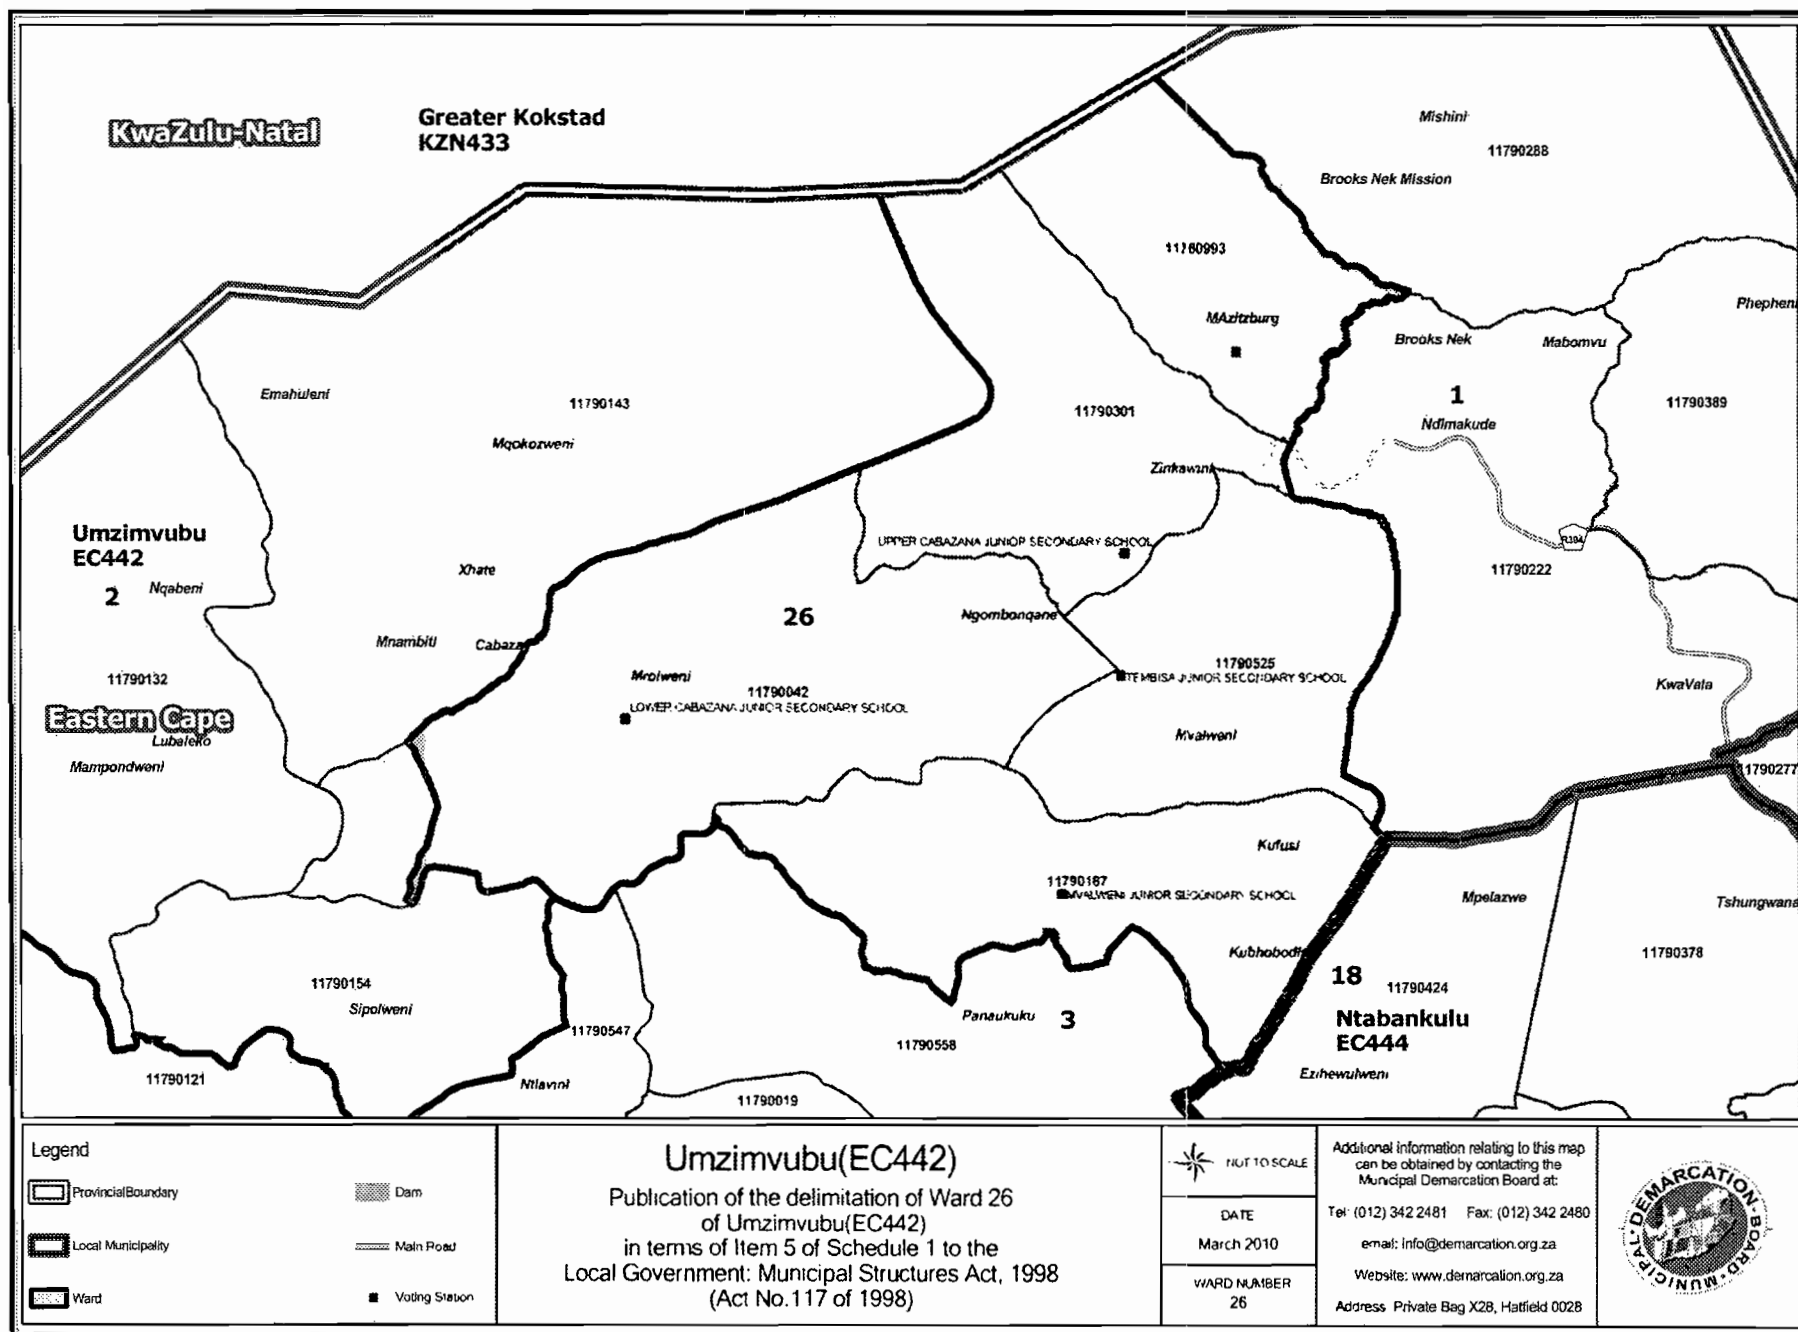 KwaZulu-Natal
Greater Kokstad
KZN433
Mishini
11790288
Brooks Nek Mission
MAzitzburg
Phepheni
Brooks Nek
Mabomvu
1
Ndimakude
11790389
Emahuleni
11790143
11790301
Mqokozweni
Zinkawini
Umzimvubu
EC442
2
Nqabeni
UPPER CABAZANA JUNIOR SECONDARY SCHOOL
11790222
Xhate
26
Ngombonqane
Mnambiti
11790132
Mrolweni
11790042
LOWER CABAZANA JUNIOR SECONDARY SCHOOL
11790525
TEMBISA JUNIOR SECONDARY SCHOOL
KwaVala
Eastern Cape
Lubaleko
Mampondweni
Mvalweni
11790277
Kufusi
11790187
MVALWENI JUNIOR SECONDARY SCHOOL
Mpelazwe
Tshungwana
Kubhobodi
11790378
11790154
Sipolweni
18
11790424
Ntabankulu
EC444
Panaukuku
3
11790547
11790558
Ezihewulweni
11790121
Ntlavini
11790019
Legend
ProvincialBoundary
Dam
Local Municipality
Main Road
Ward
Voting Station
Umzimvubu(EC442)
Publication of the delimitation of Ward 26
of Umzimvubu(EC442)
in terms of Item 5 of Schedule 1 to the
Local Government: Municipal Structures Act, 1998
(Act No.117 of 1998)
NOT TO SCALE
DATE
March 2010
WARD NUMBER
26
Additional information relating to this map
can be obtained by contacting the
Municipal Demarcation Board at:
Tel: (012) 342 2481 Fax: (012) 342 2480
email: info@demarcation.org.za
Website: www.demarcation.org.za
Address Private Bag X28, Hatfield 0028
MUNICIPAL DEMARCATION BOARD